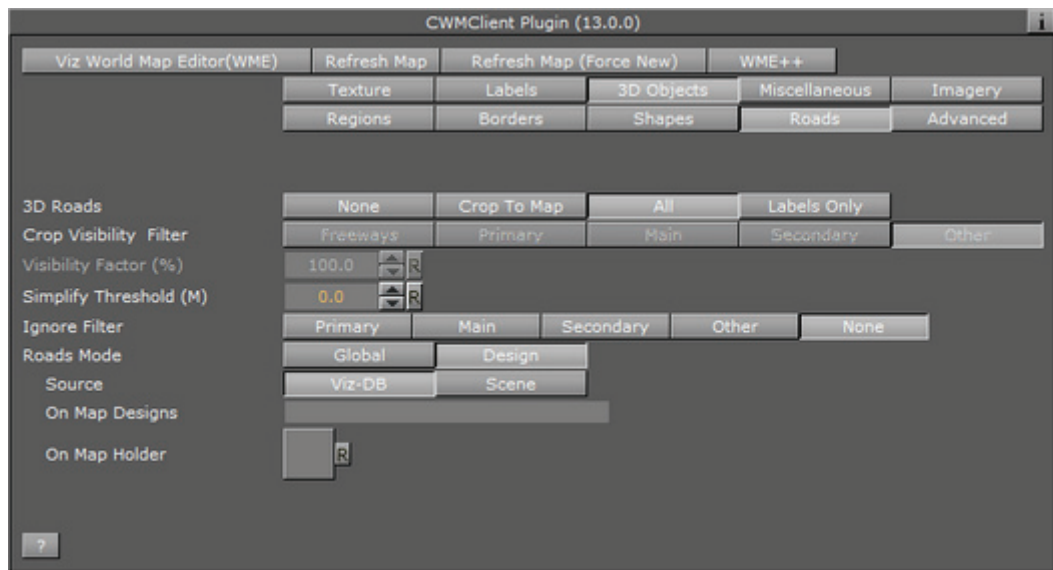 CWMClient Plugin (13.0.0) i
Viz World Map Editor(WME) Refresh Map Refresh Map (Force New) WME++
Texture Labels 3D Objects Miscellaneous Imagery
Regions Borders Shapes Roads Advanced
3D Roads None Crop To Map All Labels Only
Crop Visibility Filter Freeways Primary Main Secondary Other
Visibility Factor (%) 100.0 R
Simplify Threshold (M) 0.0 R
Ignore Filter Primary Main Secondary Other None
Roads Mode Global Design
Source Viz-DB Scene
On Map Designs
On Map Holder R
?